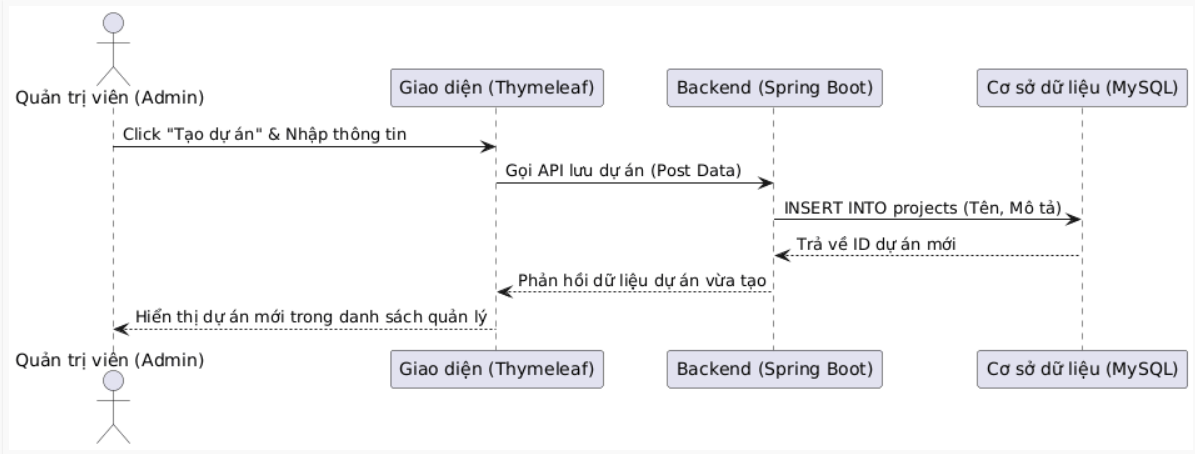 Quản trị viên (Admin)
Giao diện (Thymeleaf)
Backend (Spring Boot)
Cơ sở dữ liệu (MySQL)
Click "Tạo dự án" & Nhập thông tin
Gọi API lưu dự án (Post Data)
INSERT INTO projects (Tên, Mô tả)
Trả về ID dự án mới
Phản hồi dữ liệu dự án vừa tạo
Hiển thị dự án mới trong danh sách quản lý
Quản trị viên (Admin)
Giao diện (Thymeleaf)
Backend (Spring Boot)
Cơ sở dữ liệu (MySQL)